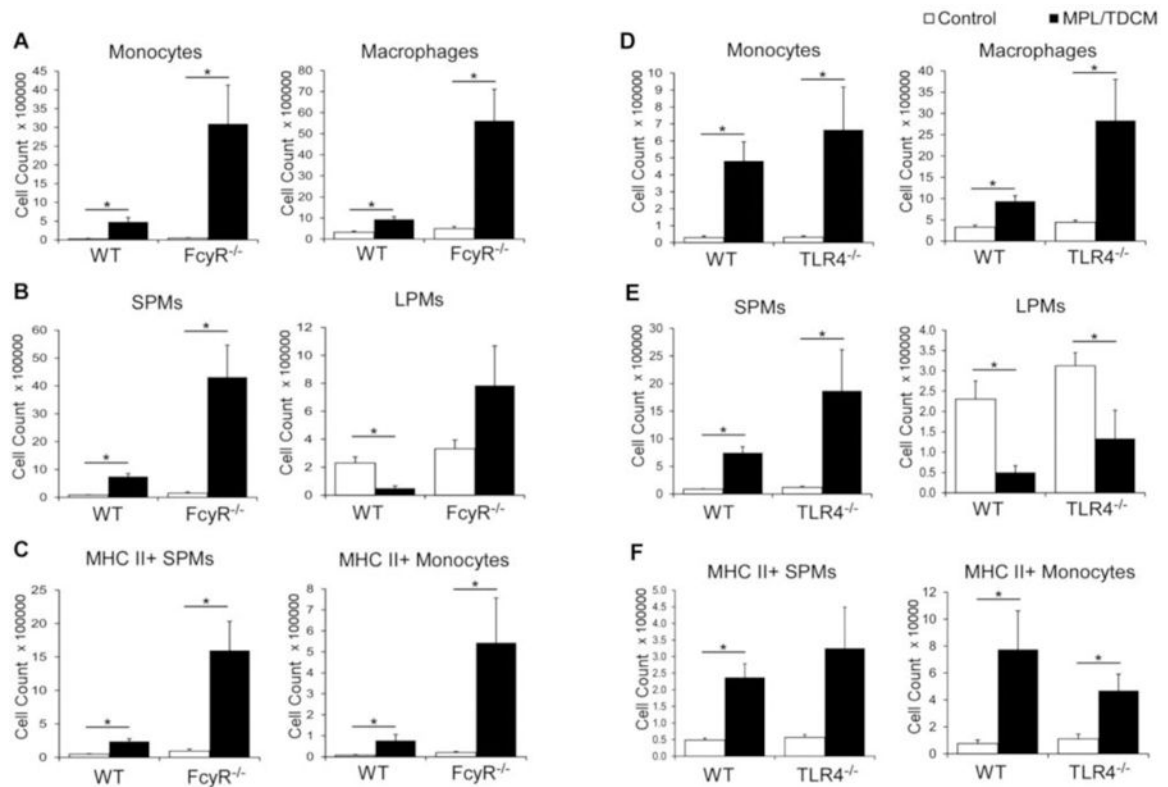 □ Control ■ MPL/TDCM
A
Monocytes
Cell Count x 100000
45
40
35
30
25
20
15
10
5
0
*
*
WT
FcyR-/-
Macrophages
Cell Count x 100000
80
70
60
50
40
30
20
10
0
*
*
WT
FcyR-/-
B
SPMs
Cell Count x 100000
60
50
40
30
20
10
0
*
*
WT
FcyR-/-
LPMs
Cell Count x 100000
12
10
8
6
4
2
0
*
WT
FcyR-/-
C
MHC II+ SPMs
Cell Count x 100000
25
20
15
10
5
0
*
*
WT
FcyR-/-
MHC II+ Monocytes
Cell Count x 100000
8
7
6
5
4
3
2
1
0
*
*
WT
FcyR-/-
D
Monocytes
Cell Count x 100000
10
9
8
7
6
5
4
3
2
1
0
*
*
WT
TLR4-/-
Macrophages
Cell Count x 100000
40
35
30
25
20
15
10
5
0
*
*
WT
TLR4-/-
E
SPMs
Cell Count x 100000
30
25
20
15
10
5
0
*
*
WT
TLR4-/-
LPMs
Cell Count x 100000
4.0
3.5
3.0
2.5
2.0
1.5
1.0
0.5
0.0
*
*
WT
TLR4-/-
F
MHC II+ SPMs
Cell Count x 100000
5.0
4.5
4.0
3.5
3.0
2.5
2.0
1.5
1.0
0.5
0.0
*
WT
TLR4-/-
MHC II+ Monocytes
Cell Count x 100000
12
10
8
6
4
2
0
*
*
WT
TLR4-/-